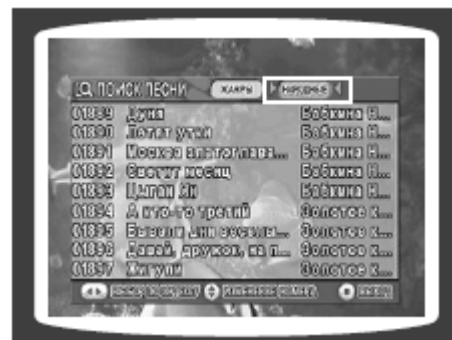 ПОИСК ПЕСНИ ЖАНРЫ НАРОДНЫЕ
01889 Дуня Бабкина Н...
01890 Летят утки Бабкина Н...
01891 Москва златоглава... Бабкина Н...
01892 Светит месяц Бабкина Н...
01893 Цыган Ян Бабкина Н...
01894 А кто-то третий Золотое к...
01895 Бывали дни веселы... Золотое к...
01896 Давай, дружок, на п... Золотое к...
01897 Жигули Золотое к...
ВЫХОД